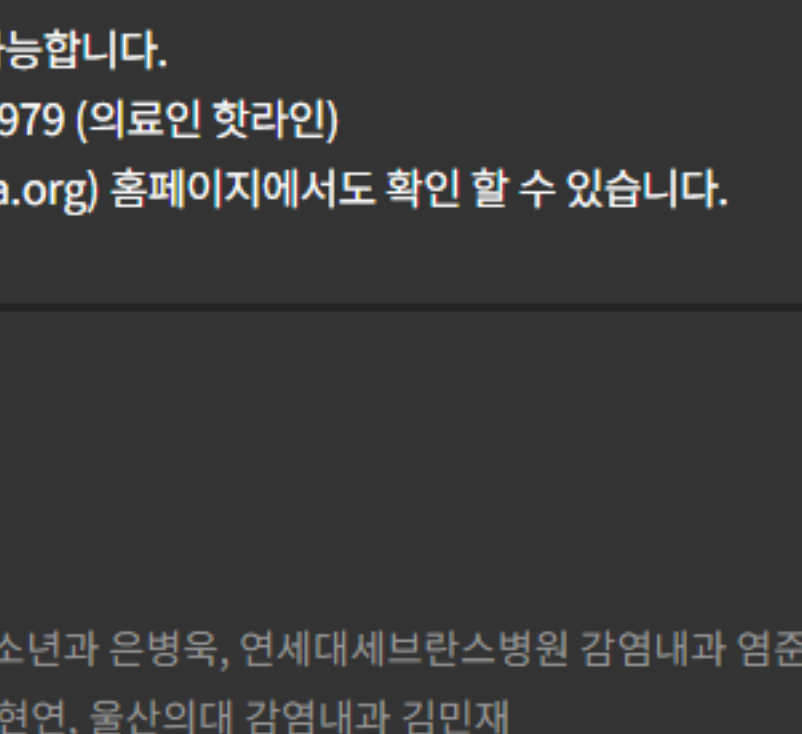 능합니다.
979 (의료인 핫라인)
a.org) 홈페이지에서도 확인 할 수 있습니다.
소년과 은병욱, 연세대세브란스병원 감염내과 염준
현연, 울산의대 감염내과 김민재